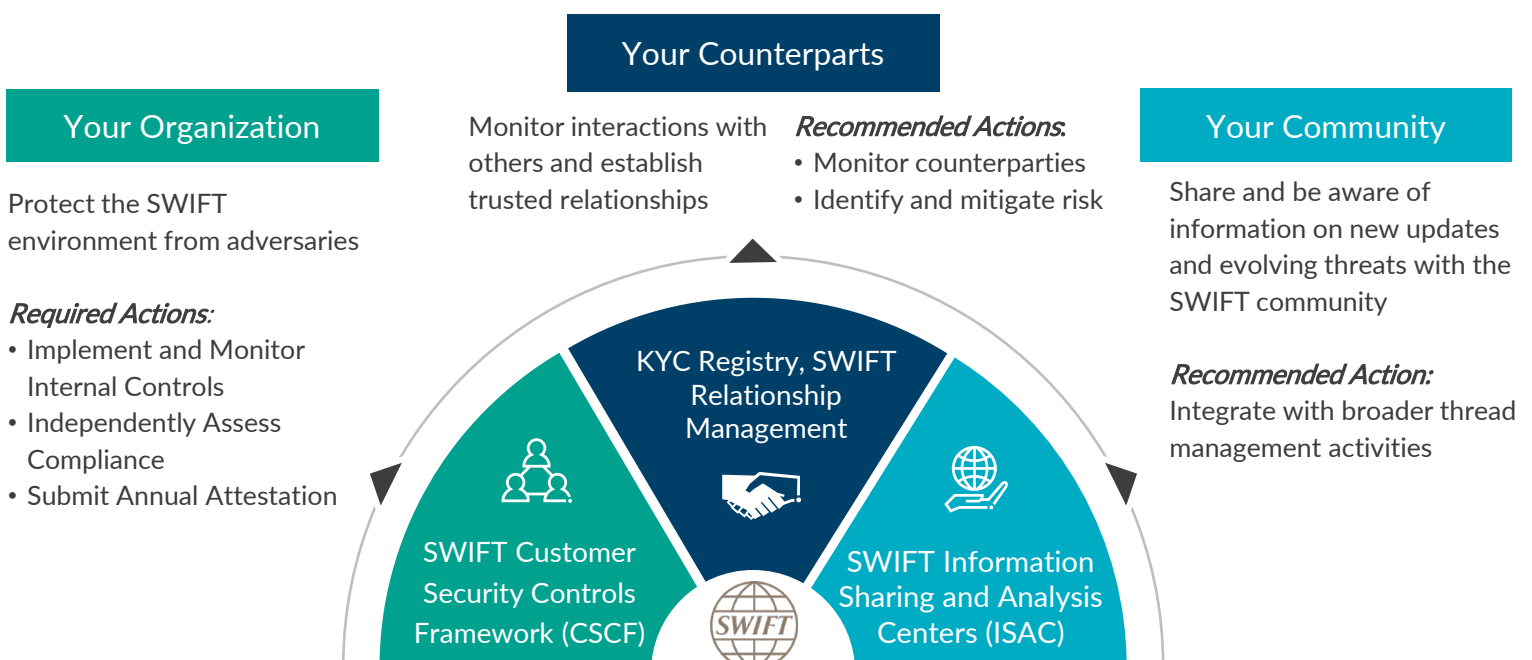 Your Counterparts
Your Organization
Your Community
Monitor interactions with
others and establish
trusted relationships
Recommended Actions:
• Monitor counterparties
• Identify and mitigate risk
Protect the SWIFT
environment from adversaries
Required Actions:
• Implement and Monitor
Internal Controls
• Independently Assess
Compliance
• Submit Annual Attestation
Share and be aware of
information on new updates
and evolving threats with the
SWIFT community
Recommended Action:
Integrate with broader thread
management activities
KYC Registry, SWIFT
Relationship
Management
SWIFT Customer
Security Controls
Framework (CSCF)
SWIFT Information
Sharing and Analysis
Centers (ISAC)
SWIFT